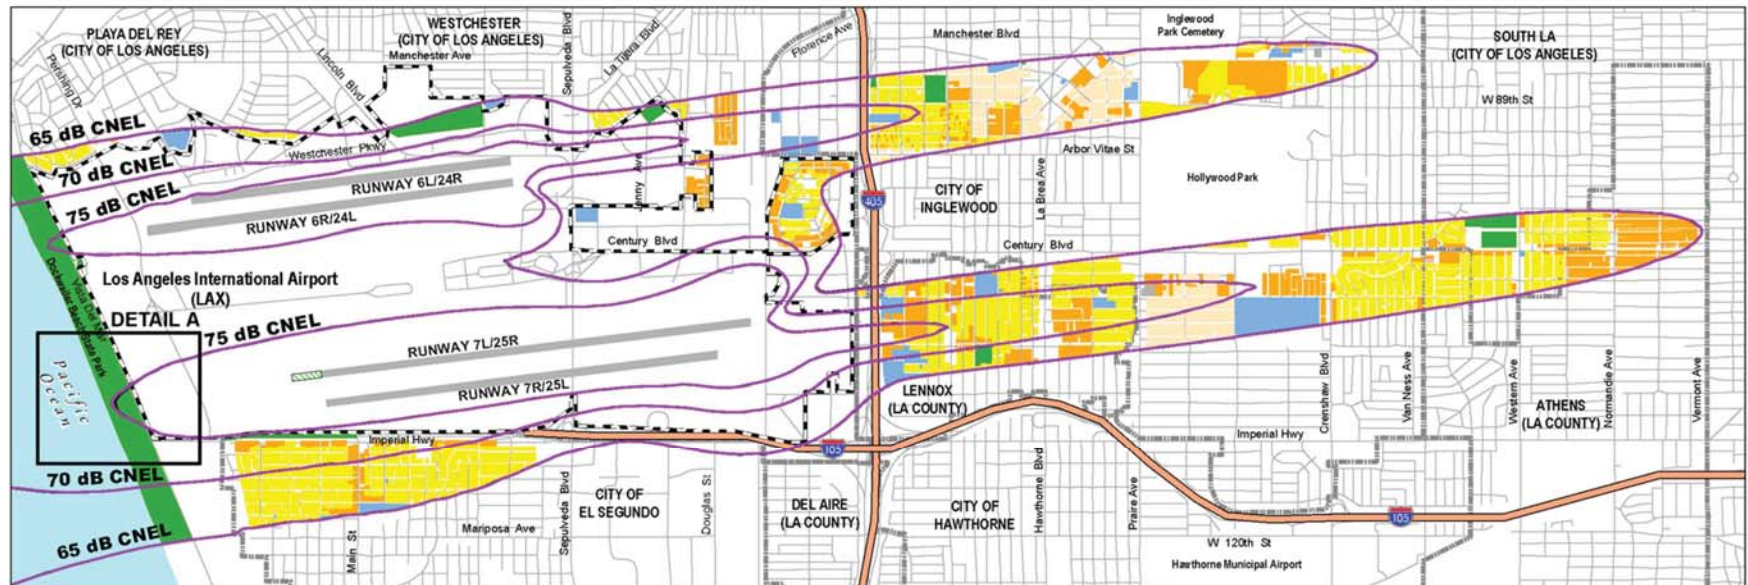 PLAYA DEL REY
(CITY OF LOS ANGELES)
WESTCHESTER
(CITY OF LOS ANGELES)
Manchester Ave
Sepulveda Blvd
La Tijera Blvd
Florence Ave
Manchester Blvd
Inglewood
Park Cemetery
SOUTH LA
(CITY OF LOS ANGELES)
Pershing Dr
Lincoln Blvd
W 89th St
65 dB CNEL
70 dB CNEL
75 dB CNEL
Westchester Pkwy
RUNWAY 6L/24R
RUNWAY 6R/24L
Jenny Ave
Arbor Vitae St
La Brea Ave
Hollywood Park
405
CITY OF
INGLEWOOD
Century Blvd
Century Blvd
Los Angeles International Airport
(LAX)
Dockweiler Beach State Park
Vista Del Mar
DETAIL A
75 dB CNEL
RUNWAY 7L/25R
RUNWAY 7R/25L
Pacific
Ocean
LENNOX
(LA COUNTY)
Crenshaw Blvd
Van Ness Ave
Western Ave
Normandie Ave
Vermont Ave
ATHENS
(LA COUNTY)
Imperial Hwy
Imperial Hwy
105
70 dB CNEL
65 dB CNEL
Main St
Mariposa Ave
Sepulveda Blvd
CITY OF
EL SEGUNDO
Douglas St
DEL AIRE
(LA COUNTY)
CITY OF
HAWTHORNE
Hawthorne Blvd
Prairie Ave
105
W 120th St
Hawthorne Municipal Airport